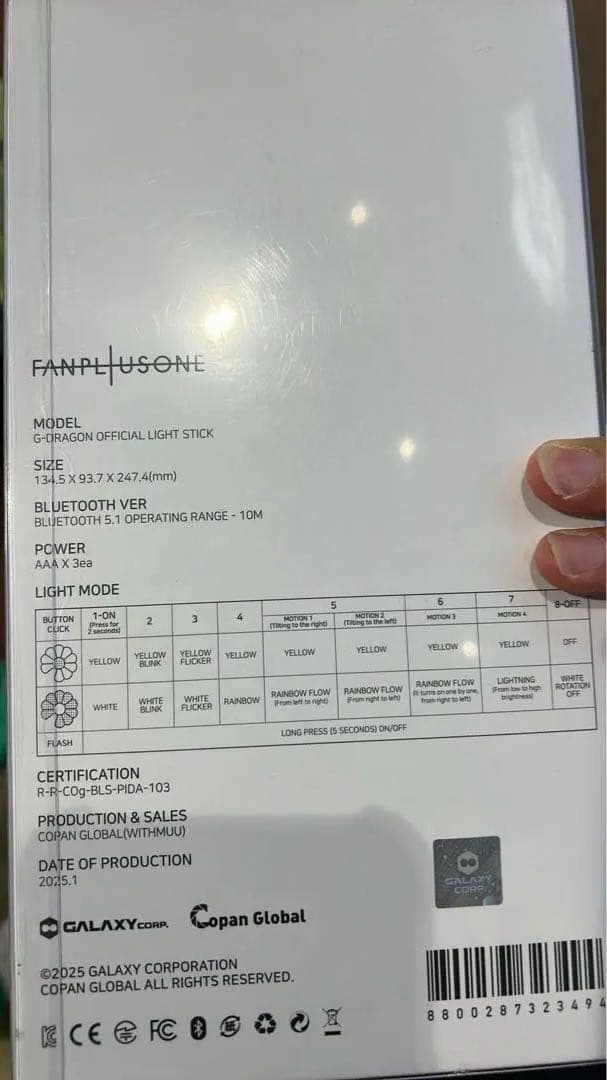 FANPLUSONE
MODEL
G-DRAGON OFFICIAL LIGHT STICK
SIZE
134.5 X 93.7 X 247.4(mm)
BLUETOOTH VER
BLUETOOTH 5.1 OPERATING RANGE - 10M
POWER
AAA X 3ea
LIGHT MODE
BUTTON CLICK 1-ON (Press for 2 seconds) 2 3 4 5 6 7 8-OFF
MOTION 1 (Tilting to the right) MOTION 2 (Tilting to the left) MOTION 3 MOTION 4
YELLOW YELLOW BLINK YELLOW FLICKER YELLOW YELLOW YELLOW YELLOW YELLOW OFF
WHITE WHITE BLINK WHITE FLICKER RAINBOW RAINBOW FLOW (From left to right) RAINBOW FLOW (From right to left) RAINBOW FLOW (It turns on one by one, from right to left) LIGHTNING (From low to high brightness) WHITE ROTATION OFF
FLASH LONG PRESS (5 SECONDS) ON/OFF
CERTIFICATION
R-R-COg-BLS-PIDA-103
PRODUCTION & SALES
COPAN GLOBAL(WITHMUU)
DATE OF PRODUCTION
2025.1
GALAXY CORP.
GALAXYCORP. Copan Global
©2025 GALAXY CORPORATION
COPAN GLOBAL ALL RIGHTS RESERVED.
8800287323494
KC CE FC